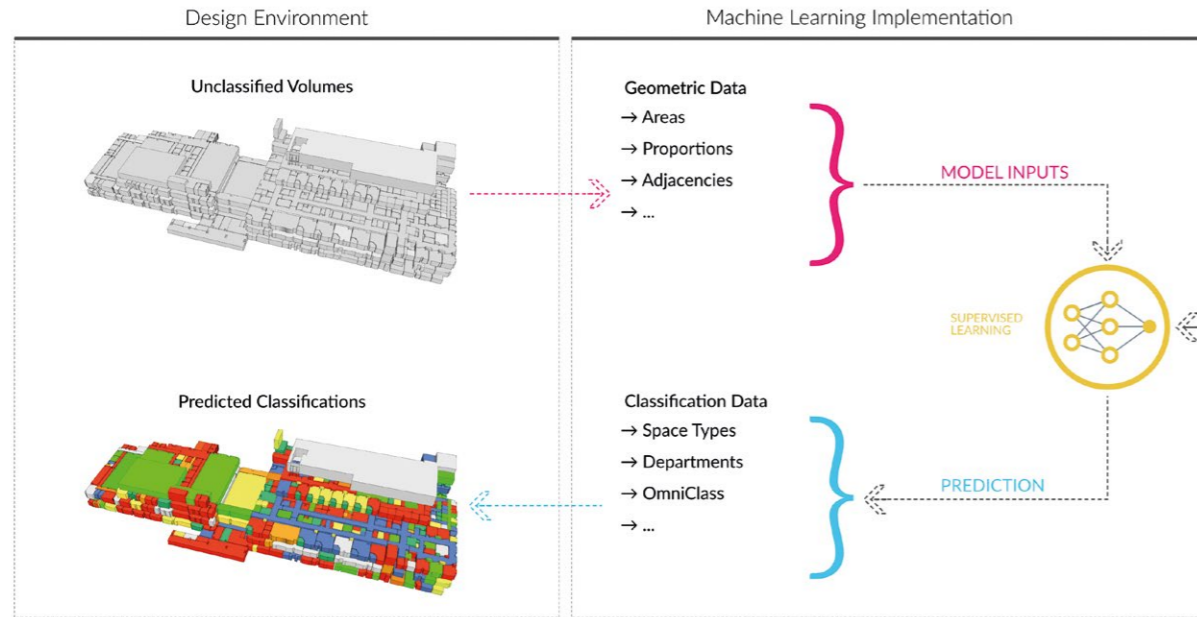 Design Environment
Machine Learning Implementation
Unclassified Volumes
Geometric Data
→ Areas
→ Proportions
→ Adjacencies
→ ...
MODEL INPUTS
SUPERVISED
LEARNING
Predicted Classifications
Classification Data
→ Space Types
→ Departments
→ OmniClass
→ ...
PREDICTION